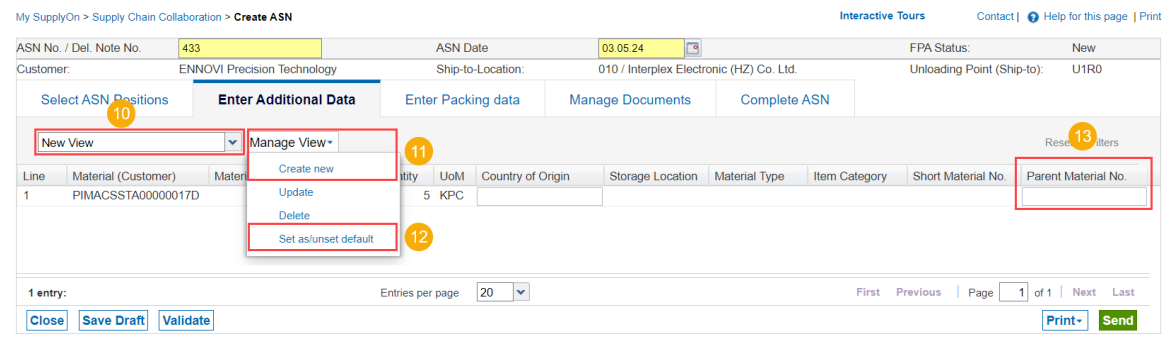 My SupplyOn > Supply Chain Collaboration > Create ASN Interactive Tours Contact | Help for this page | Print
ASN No. / Del. Note No. 433 ASN Date 03.05.24 FPA Status: New
Customer: ENNOVI Precision Technology Ship-to-Location: 010 / Interplex Electronic (HZ) Co. Ltd. Unloading Point (Ship-to): U1R0
Select ASN Positions Enter Additional Data Enter Packing data Manage Documents Complete ASN
10
New View Manage View 11 13
Create new
Line Material (Customer) UoM Country of Origin Storage Location Material Type Item Category Short Material No. Parent Material No.
1 PIMACSSTA00000017D Update 5 KPC
Delete
Set as/unset default 12
1 entry: Entries per page 20 First Previous Page 1 of 1 Next Last
Close Save Draft Validate Print Send